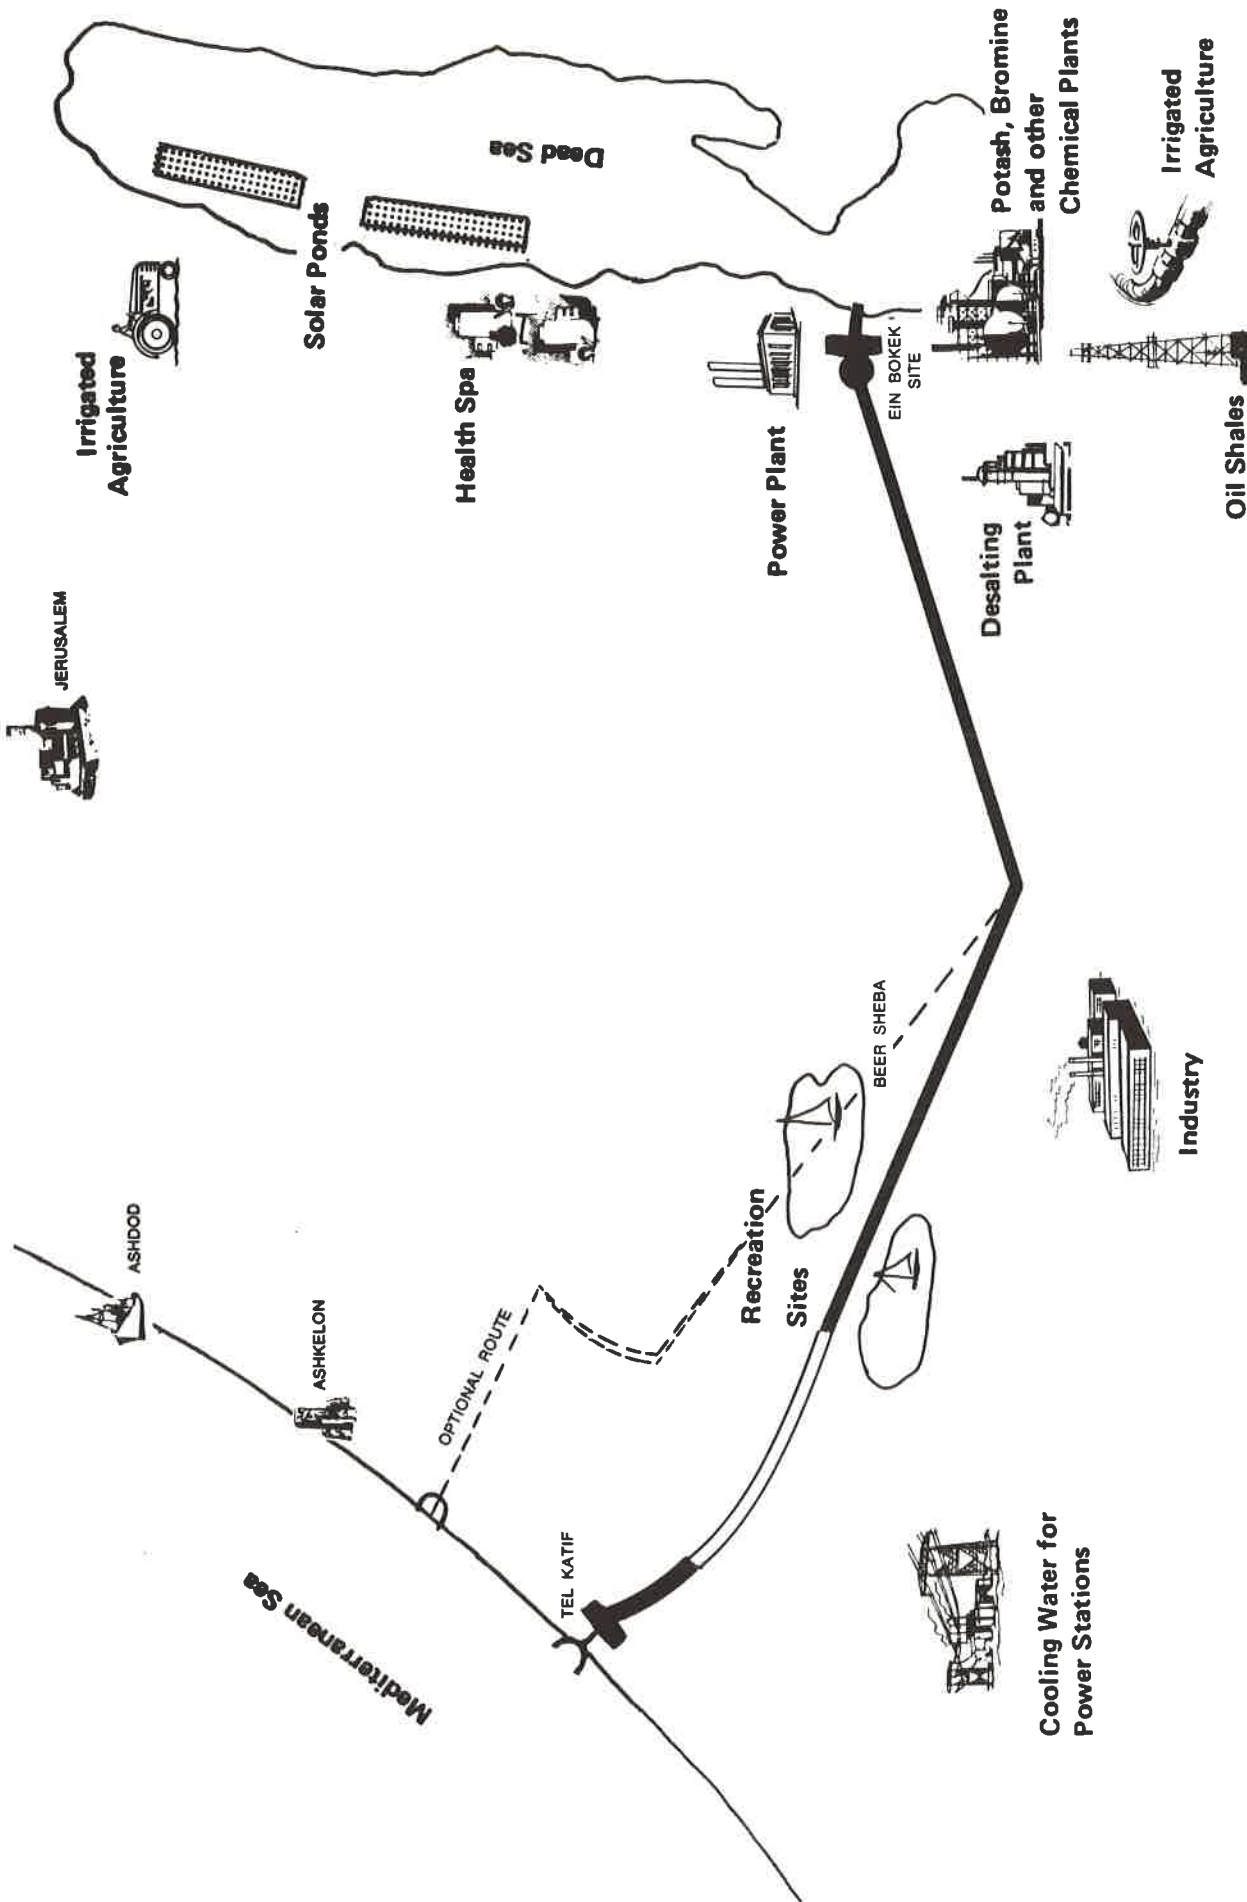 JERUSALEM
Irrigated
Agriculture
ASHDOD
Solar Ponds
ASHKELON
Dead Sea
Mediterranean Sea
OPTIONAL ROUTE
Health Spa
TEL KATIF
Power Plant
Recreation
Sites
BEER SHEBA
EIN BOKEK
SITE
Desalting
Plant
Potash, Bromine
and other
Chemical Plants
Cooling Water for
Power Stations
Industry
Irrigated
Agriculture
Oil Shales